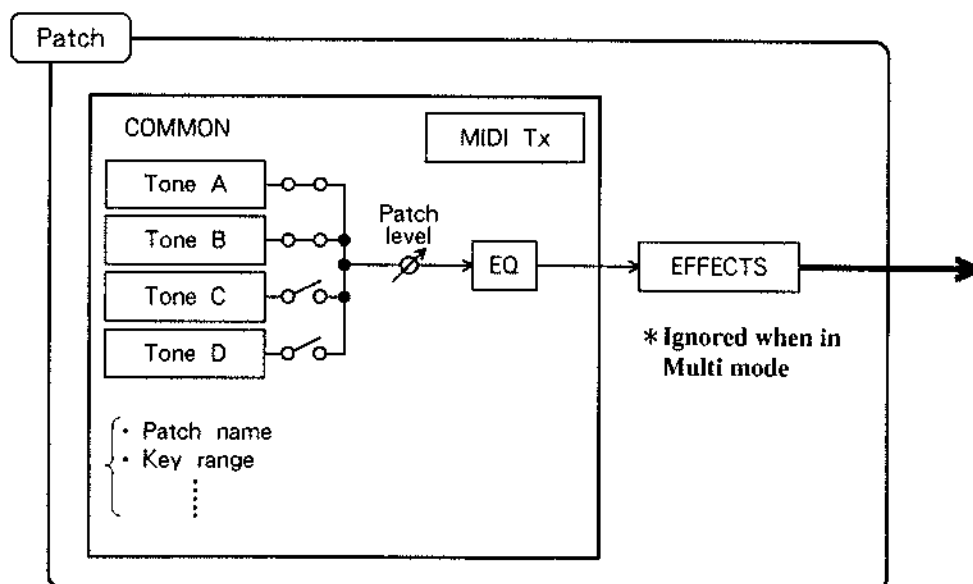 Patch
COMMON
MIDI Tx
Tone A
Tone B
Tone C
Tone D
Patch
level
EQ
EFFECTS
* Ignored when in
Multi mode
・ Patch name
・ Key range